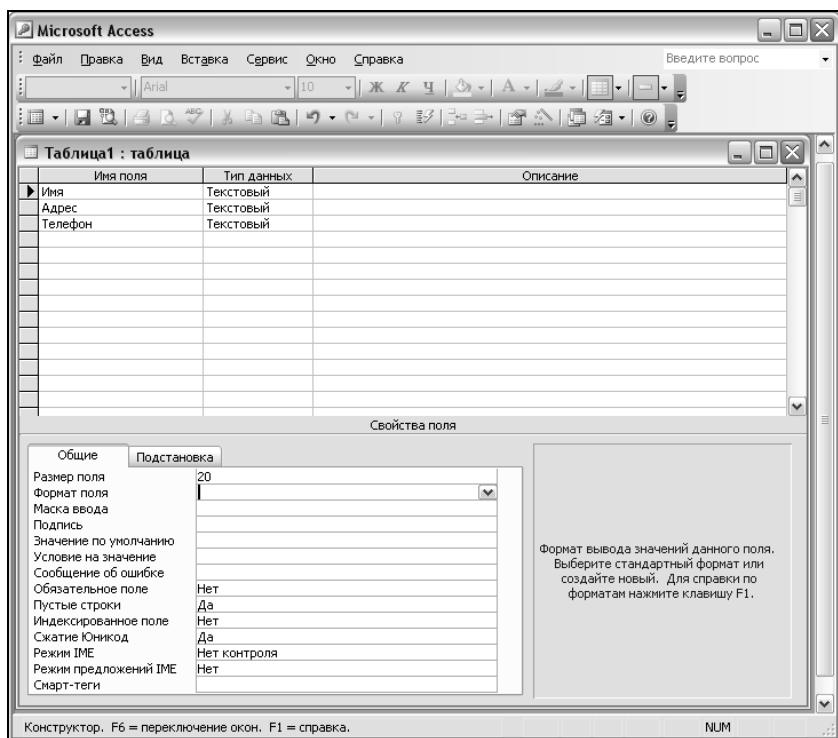 Microsoft Access
Файл Правка Вид Вставка Сервис Окно Справка Введите вопрос
Arial 10 Ж К Ч А
ABC
Таблица1 : таблица
Имя поля Тип данных Описание
Имя Текстовый
Адрес Текстовый
Телефон Текстовый
Свойства поля
Общие Подстановка
Размер поля 20
Формат поля
Маска ввода
Подпись
Значение по умолчанию
Условие на значение
Сообщение об ошибке
Обязательное поле Нет
Пустые строки Да
Индексированное поле Нет
Сжатие Юникод Да
Режим IME Нет контроля
Режим предложений IME Нет
Смарт-теги
Формат вывода значений данного поля.
Выберите стандартный формат или
создайте новый. Для справки по
форматам нажмите клавишу F1.
Конструктор. F6 = переключение окон. F1 = справка. NUM